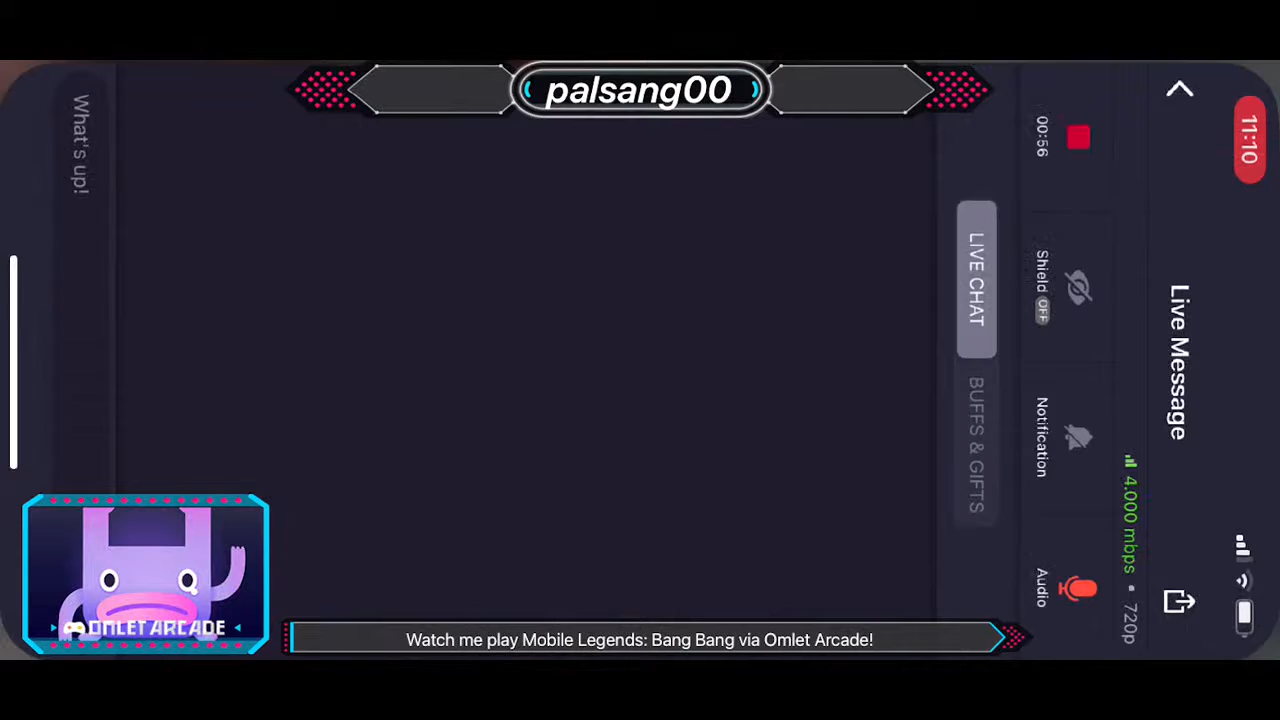 palsang00
11:10
Live Message
4.000 mbps • 720p
00:56
Shield OFF
Notification
Audio
LIVE CHAT
BUFFS & GIFTS
What's up!
OMLET ARCADE
Watch me play Mobile Legends: Bang Bang via Omlet Arcade!